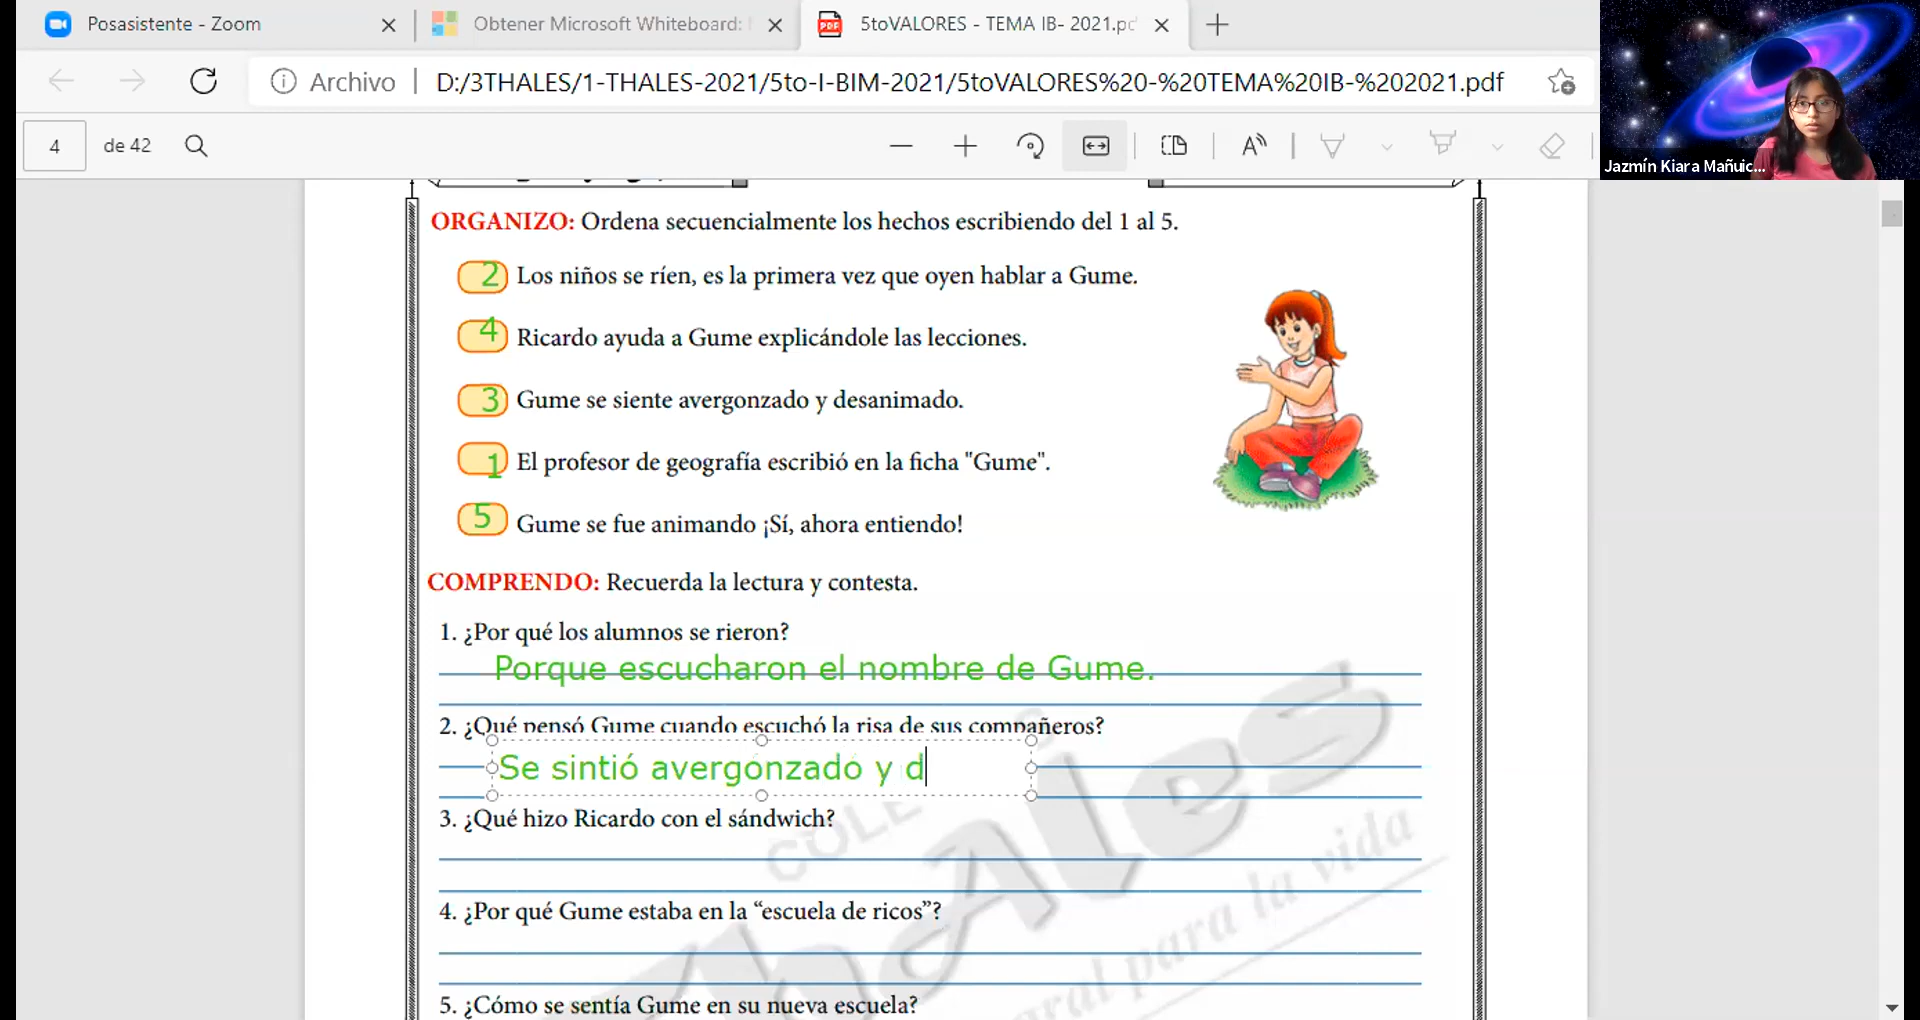 Posasistente - Zoom
Obtener Microsoft Whiteboard:
5toVALORES - TEMA IB- 2021.pd
Archivo
D:/3THALES/1-THALES-2021/5to-I-BIM-2021/5toVALORES%20-%20TEMA%20IB-%202021.pdf
Jazmín Kiara Mañuic...
4 de 42
ORGANIZO: Ordena secuencialmente los hechos escribiendo del 1 al 5.
2 Los niños se ríen, es la primera vez que oyen hablar a Gume.
4 Ricardo ayuda a Gume explicándole las lecciones.
3 Gume se siente avergonzado y desanimado.
1 El profesor de geografía escribió en la ficha "Gume".
5 Gume se fue animando ¡Sí, ahora entiendo!
COMPRENDO: Recuerda la lectura y contesta.
1. ¿Por qué los alumnos se rieron?
Porque escucharon el nombre de Gume.
2. ¿Qué pensó Gume cuando escuchó la risa de sus compañeros?
Se sintió avergonzado y d
3. ¿Qué hizo Ricardo con el sándwich?
4. ¿Por qué Gume estaba en la “escuela de ricos”?
5. ¿Cómo se sentía Gume en su nueva escuela?